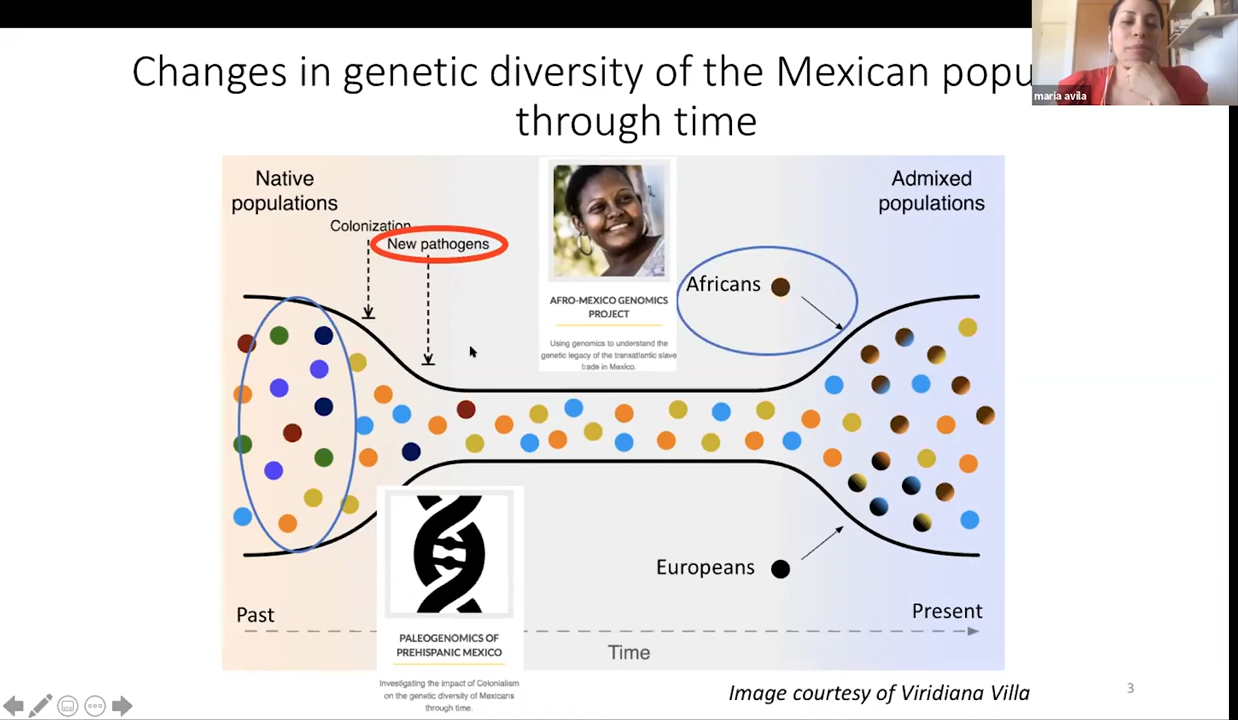 Changes in genetic diversity of the Mexican popu
through time
maria avila
Native
populations
Colonization
New pathogens
AFRO-MEXICO GENOMICS
PROJECT
Using genomics to understand the
genetic legacy of the transatlantic slave
trade in Mexico.
Africans
Admixed
populations
Europeans
Past
Present
Time
PALEOGENOMICS OF
PREHISPANIC MEXICO
Investigating the impact of Colonialism
on the genetic diversity of Mexicans
through time.
Image courtesy of Viridiana Villa
3